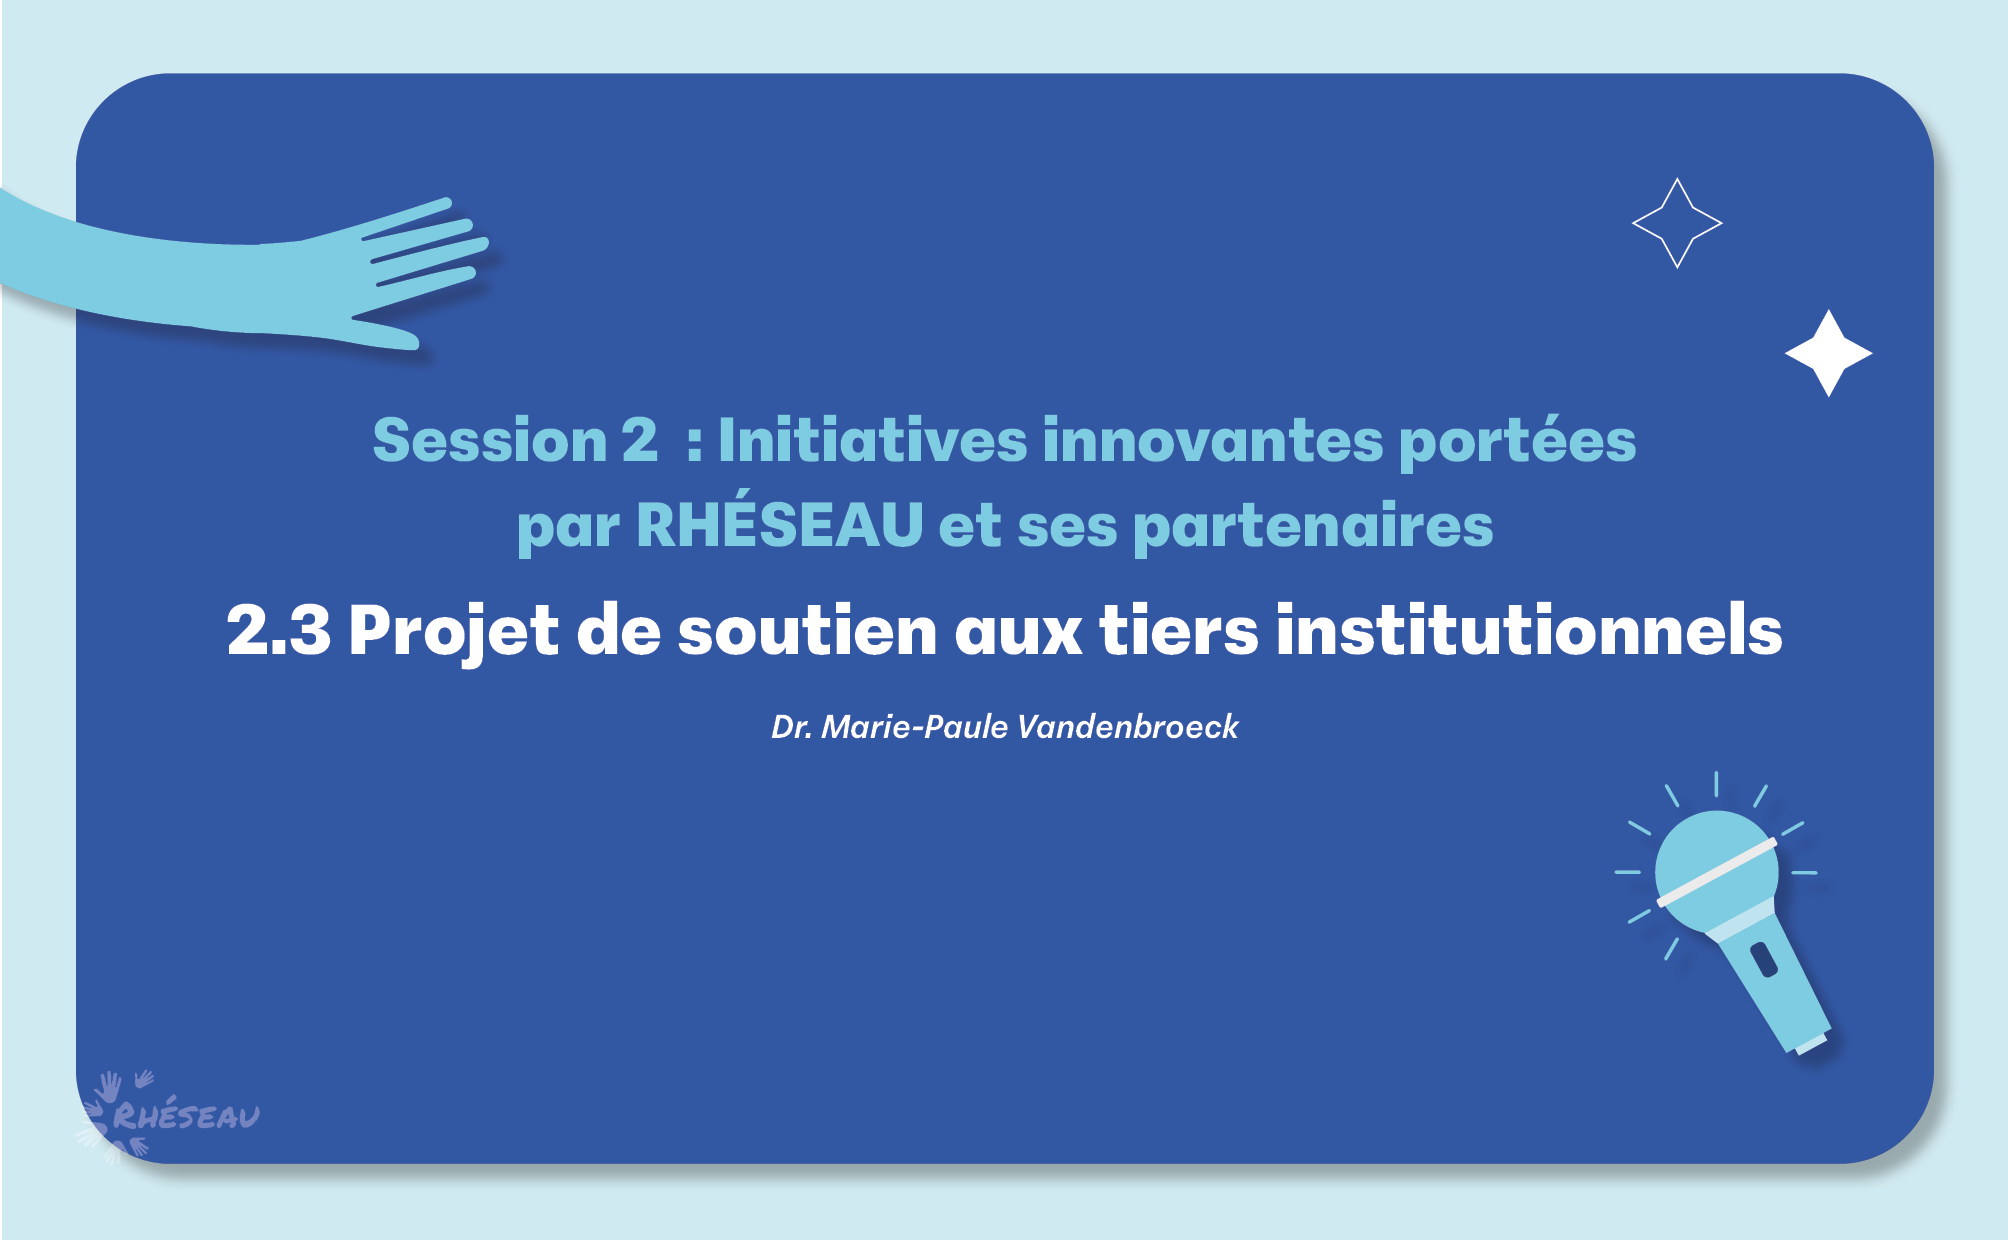 Session 2  : Initiatives innovantes portées
par RHÉSEAU et ses partenaires
2.3 Projet de soutien aux tiers institutionnels
Dr. Marie-Paule Vandenbroeck
RHÉSEAU